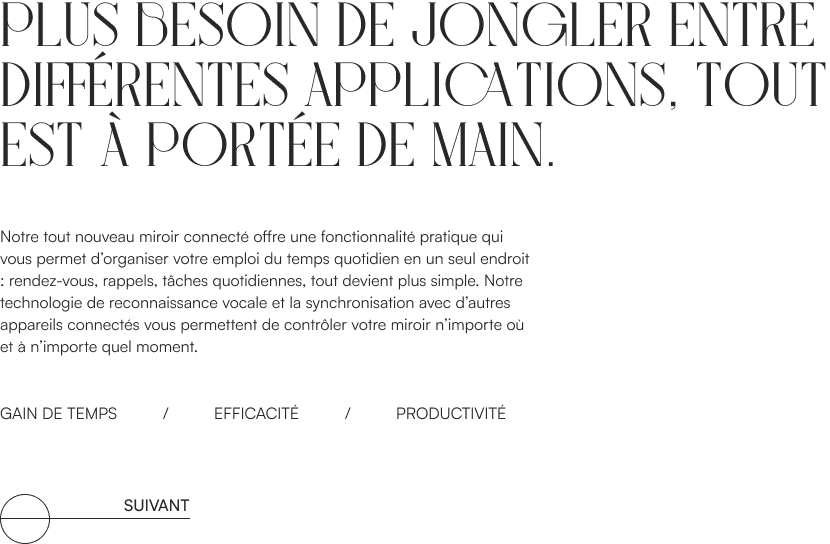 PLUS BESOIN DE JONGLER ENTRE
DIFFÉRENTES APPLICATIONS, TOUT
EST À PORTÉE DE MAIN.
Notre tout nouveau miroir connecté offre une fonctionnalité pratique qui
vous permet d’organiser votre emploi du temps quotidien en un seul endroit
: rendez-vous, rappels, tâches quotidiennes, tout devient plus simple. Notre
technologie de reconnaissance vocale et la synchronisation avec d’autres
appareils connectés vous permettent de contrôler votre miroir n’importe où
et à n’importe quel moment.
GAIN DE TEMPS / EFFICACITÉ / PRODUCTIVITÉ
SUIVANT